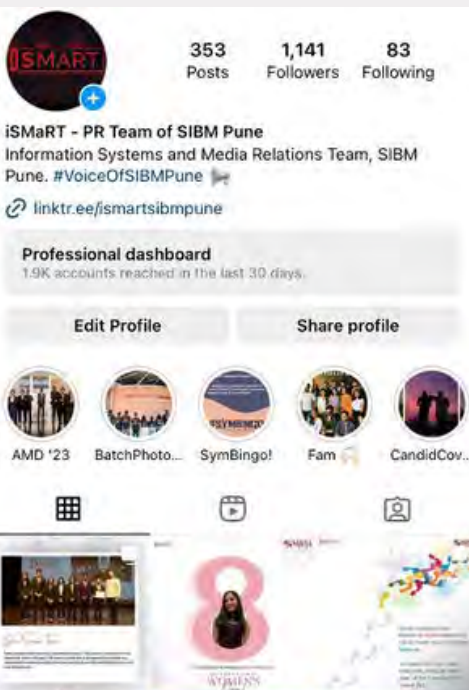 iSMART
353
Posts
1,141
Followers
83
Following
iSMaRT - PR Team of SIBM Pune
Information Systems and Media Relations Team, SIBM
Pune. #VoiceOfSIBMPune
linktr.ee/ismartsibmpune
Professional dashboard
1.9K accounts reached in the last 30 days.
Edit Profile
Share profile
#SYMBINGO
AMD '23
BatchPhoto...
SymBingo!
Fam
CandidCov...
8
WOMEN'S